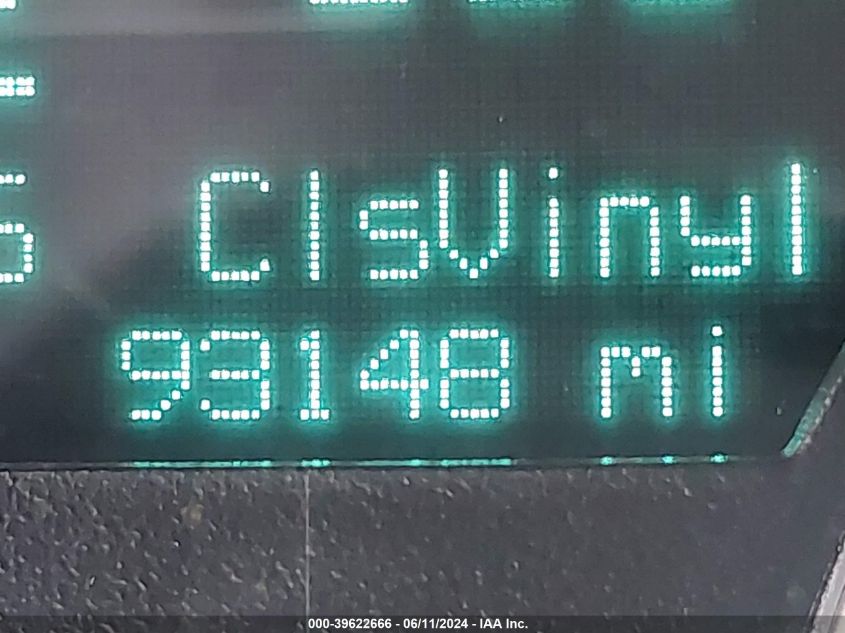 ClsVinyl
93148 mi
000-39622666 - 06/11/2024 - IAA Inc.